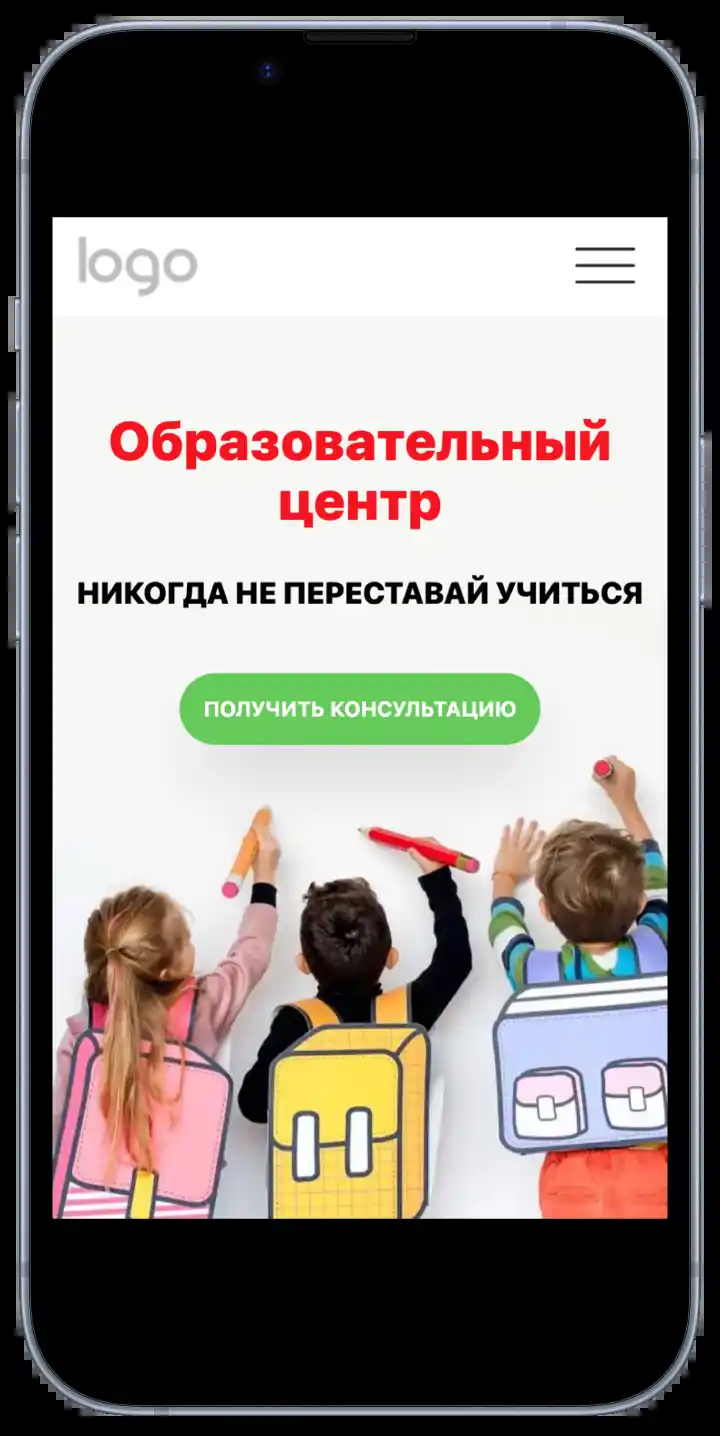 logo
Образовательный
центр
НИКОГДА НЕ ПЕРЕСТАВАЙ УЧИТЬСЯ
ПОЛУЧИТЬ КОНСУЛЬТАЦИЮ